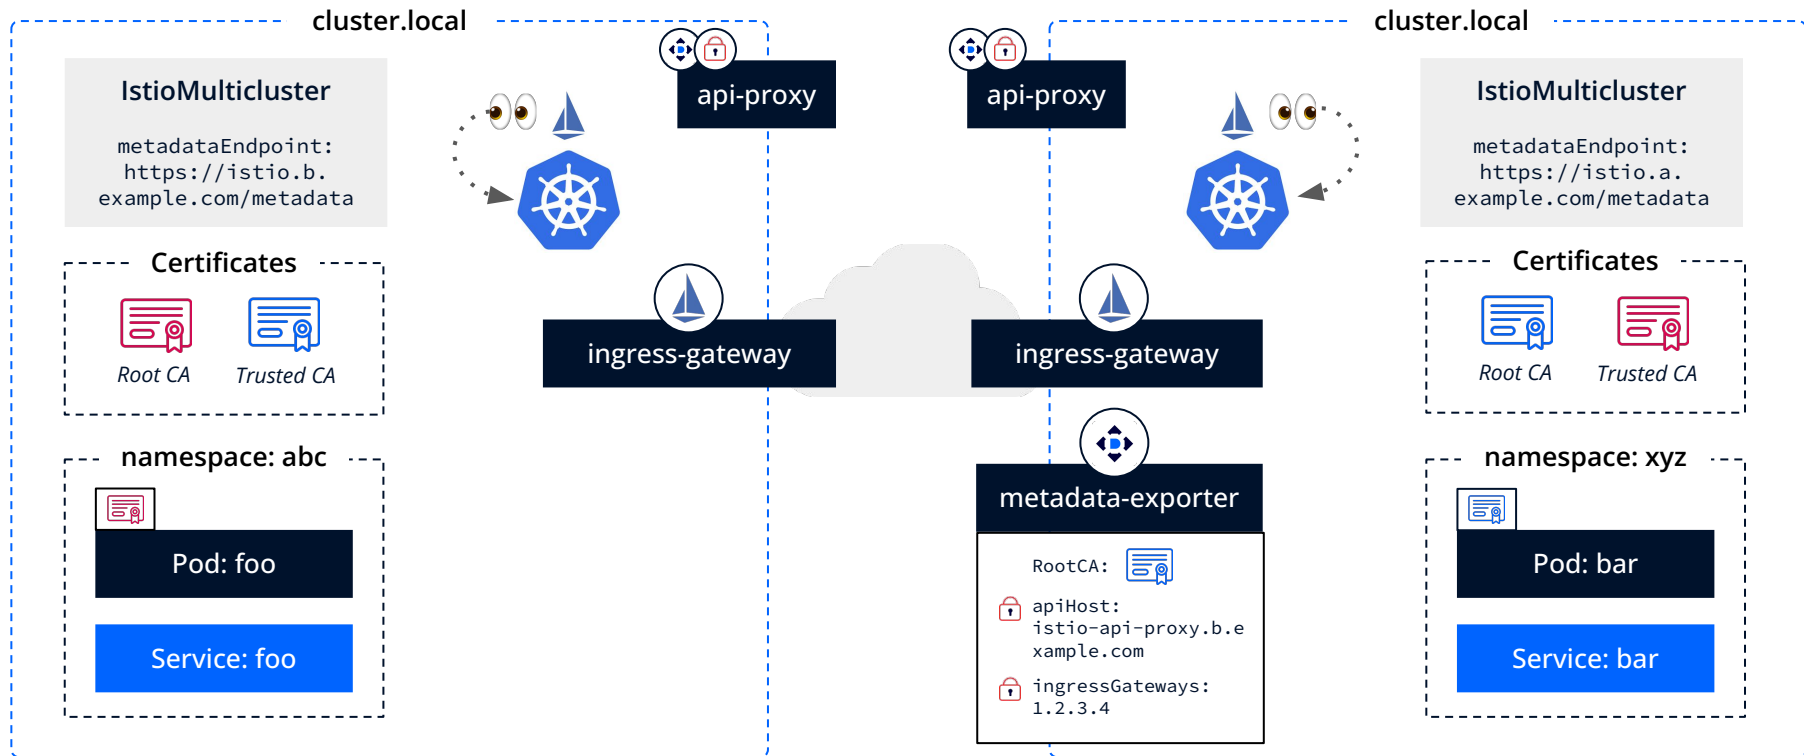 cluster.local
IstioMulticluster
metadataEndpoint:
https://istio.b.
example.com/metadata
api-proxy
Certificates
Root CA
Trusted CA
ingress-gateway
namespace: abc
Pod: foo
Service: foo
cluster.local
api-proxy
IstioMulticluster
metadataEndpoint:
https://istio.a.
example.com/metadata
ingress-gateway
Certificates
Root CA
Trusted CA
metadata-exporter
RootCA:
apiHost:
istio-api-proxy.b.e
xample.com
ingressGateways:
1.2.3.4
namespace: xyz
Pod: bar
Service: bar